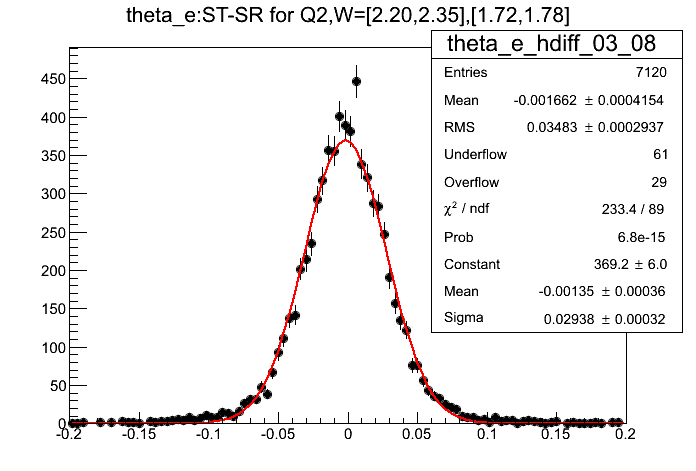 theta_e:ST-SR for Q2,W=[2.20,2.35],[1.72,1.78]
theta_e_hdiff_03_08
Entries 7120
Mean -0.001662 ± 0.0004154
RMS 0.03483 ± 0.0002937
Underflow 61
Overflow 29
χ² / ndf 233.4 / 89
Prob 6.8e-15
Constant 369.2 ± 6.0
Mean -0.00135 ± 0.00036
Sigma 0.02938 ± 0.00032
450
400
350
300
250
200
150
100
50
0
-0.2 -0.15 -0.1 -0.05 0 0.05 0.1 0.15 0.2